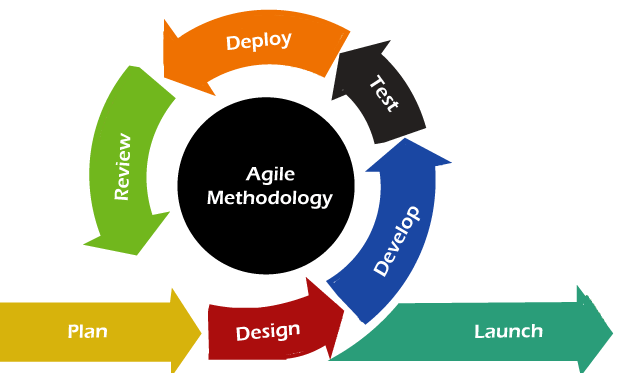 Deploy
Test
Review
Agile
Methodology
Develop
Plan
Design
Launch